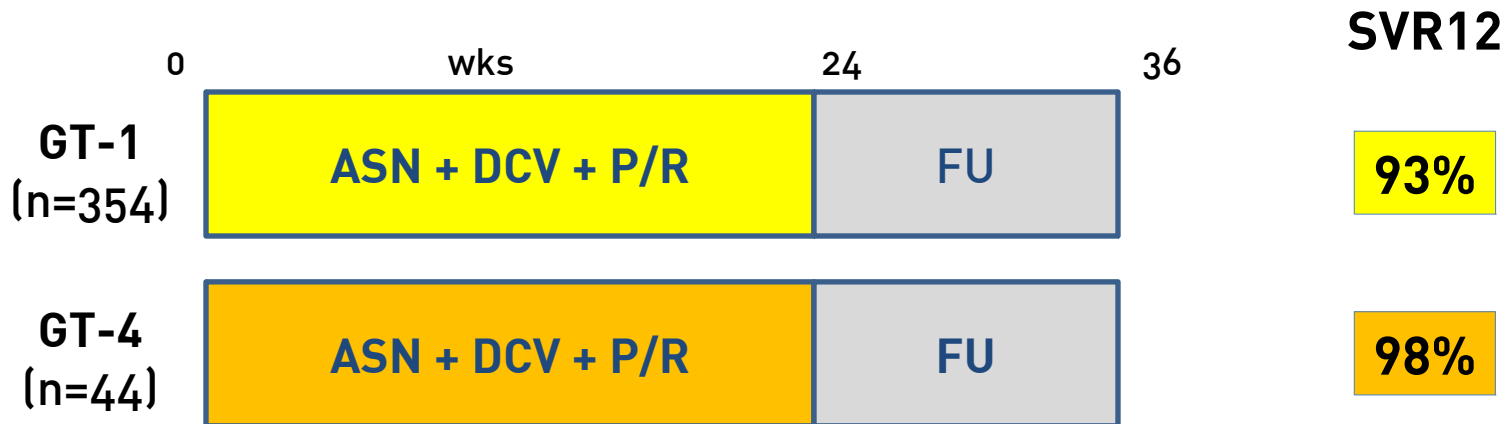 SVR12
0 wks 24 36
GT-1
(n=354)
ASN + DCV + P/R
FU
93%
GT-4
(n=44)
ASN + DCV + P/R
FU
98%